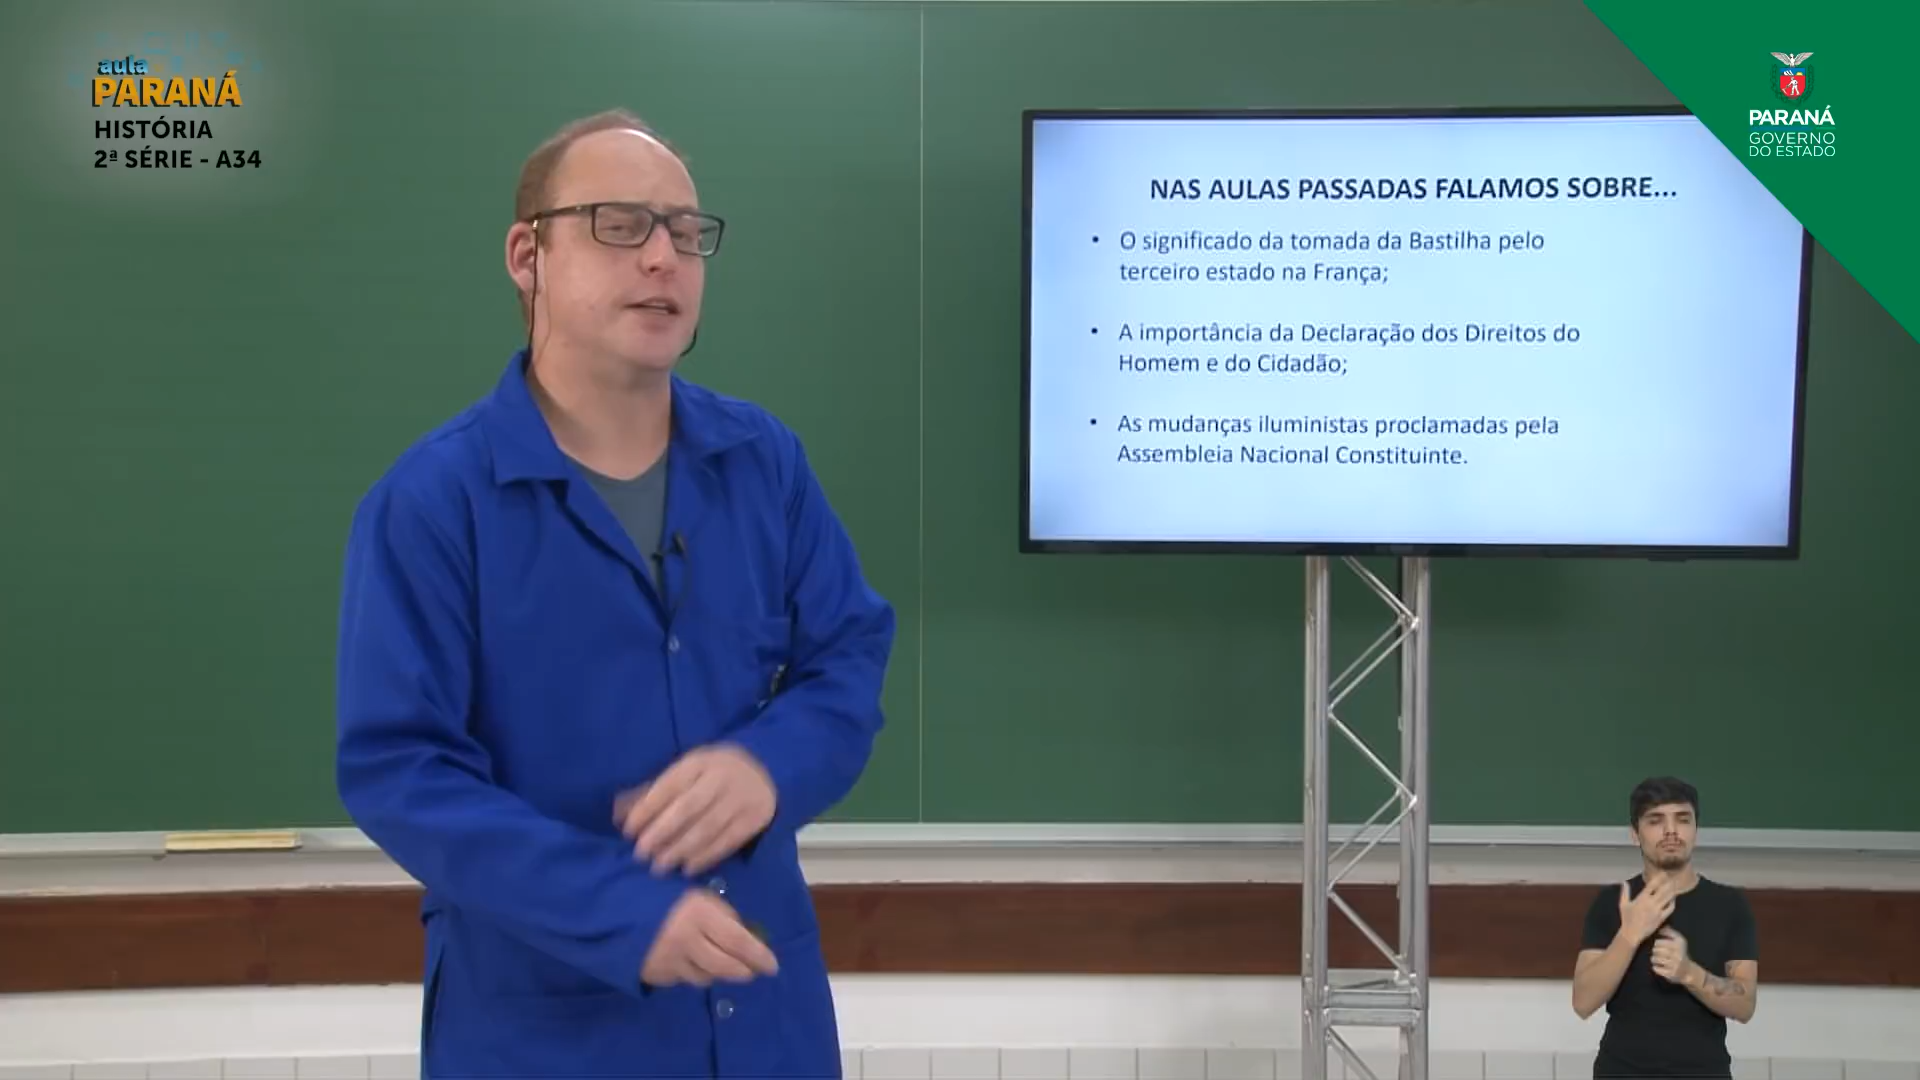 aula
PARANÁ
HISTÓRIA
2ª SÉRIE - A34
PARANÁ
GOVERNO
DO ESTADO
NAS AULAS PASSADAS FALAMOS SOBRE...
• O significado da tomada da Bastilha pelo
terceiro estado na França;
• A importância da Declaração dos Direitos do
Homem e do Cidadão;
• As mudanças iluministas proclamadas pela
Assembleia Nacional Constituinte.